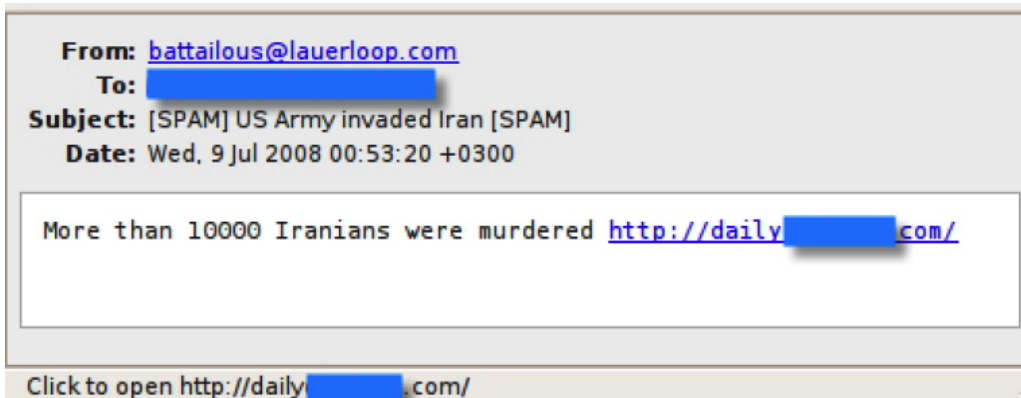 From: battailous@lauerloop.com
To:
Subject: [SPAM] US Army invaded Iran [SPAM]
Date: Wed, 9 Jul 2008 00:53:20 +0300
More than 10000 Iranians were murdered http://daily com/
Click to open http://daily .com/